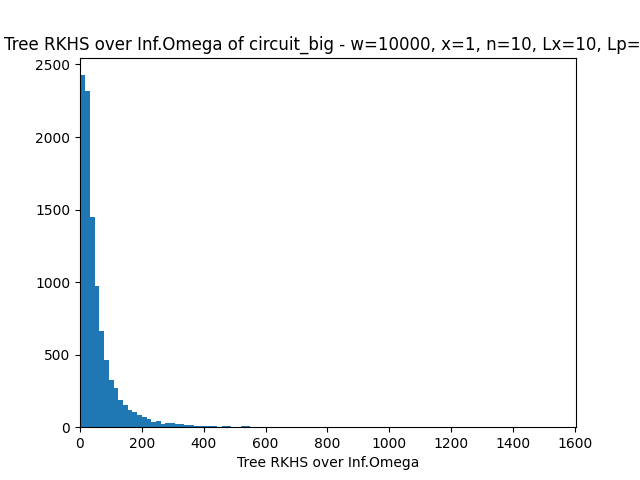 Tree RKHS over Inf.Omega of circuit_big - w=10000, x=1, n=10, Lx=10, Lp=
2500
2000
1500
1000
500
0
0 200 400 600 800 1000 1200 1400 1600
Tree RKHS over Inf.Omega